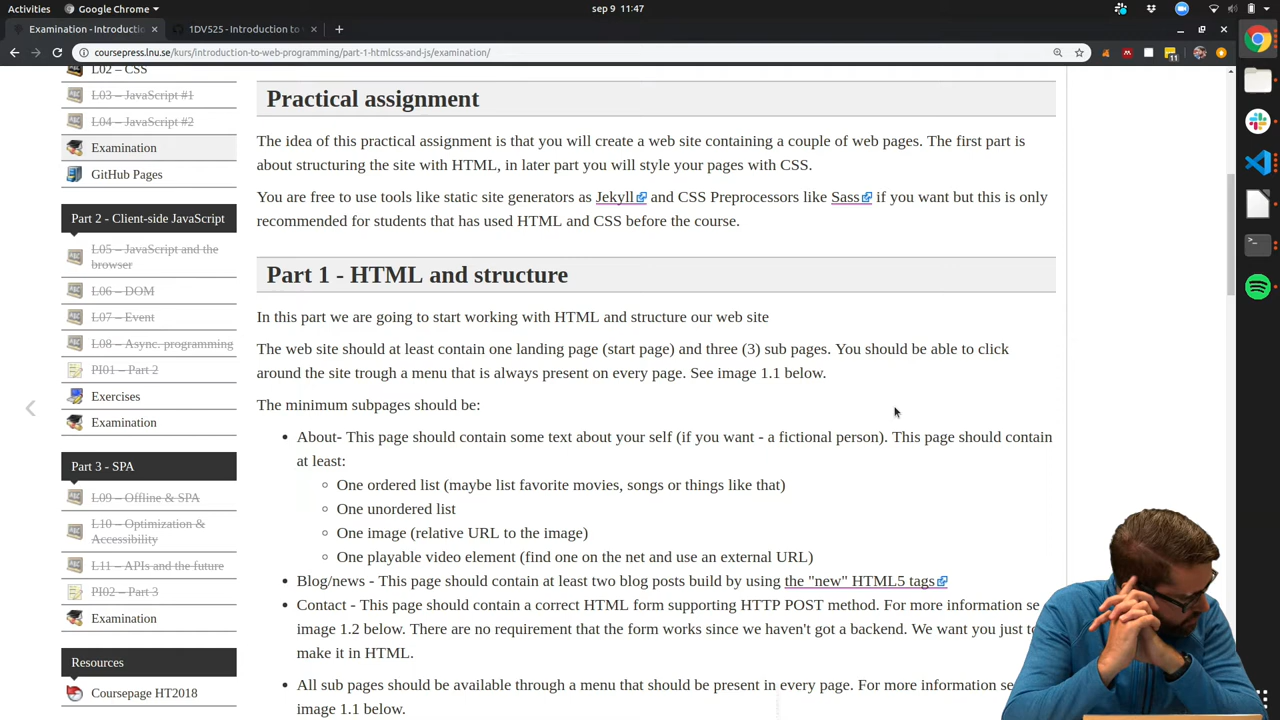 Activities
Google Chrome
sep 9 11:47
Examination - Introductio
1DV525 - Introduction to
coursepress.lnu.se/kurs/introduction-to-web-programming/part-1-htmlcss-and-js/examination/
11
L02 – CSS
L03 – JavaScript #1
L04 – JavaScript #2
Examination
GitHub Pages
Part 2 - Client-side JavaScript
L05 – JavaScript and the
browser
L06 – DOM
L07 – Event
L08 – Async. programming
PI01 – Part 2
Exercises
Examination
Part 3 - SPA
L09 – Offline & SPA
L10 – Optimization &
Accessibility
L11 – APIs and the future
PI02 – Part 3
Examination
Resources
Coursepage HT2018
Practical assignment
The idea of this practical assignment is that you will create a web site containing a couple of web pages. The first part is
about structuring the site with HTML, in later part you will style your pages with CSS.
You are free to use tools like static site generators as Jekyll and CSS Preprocessors like Sass if you want but this is only
recommended for students that has used HTML and CSS before the course.
Part 1 - HTML and structure
In this part we are going to start working with HTML and structure our web site
The web site should at least contain one landing page (start page) and three (3) sub pages. You should be able to click
around the site trough a menu that is always present on every page. See image 1.1 below.
The minimum subpages should be:
About- This page should contain some text about your self (if you want - a fictional person). This page should contain
at least:
One ordered list (maybe list favorite movies, songs or things like that)
One unordered list
One image (relative URL to the image)
One playable video element (find one on the net and use an external URL)
Blog/news - This page should contain at least two blog posts build by using the "new" HTML5 tags
Contact - This page should contain a correct HTML form supporting HTTP POST method. For more information se
image 1.2 below. There are no requirement that the form works since we haven't got a backend. We want you just to
make it in HTML.
All sub pages should be available through a menu that should be present in every page. For more information se
image 1.1 below.